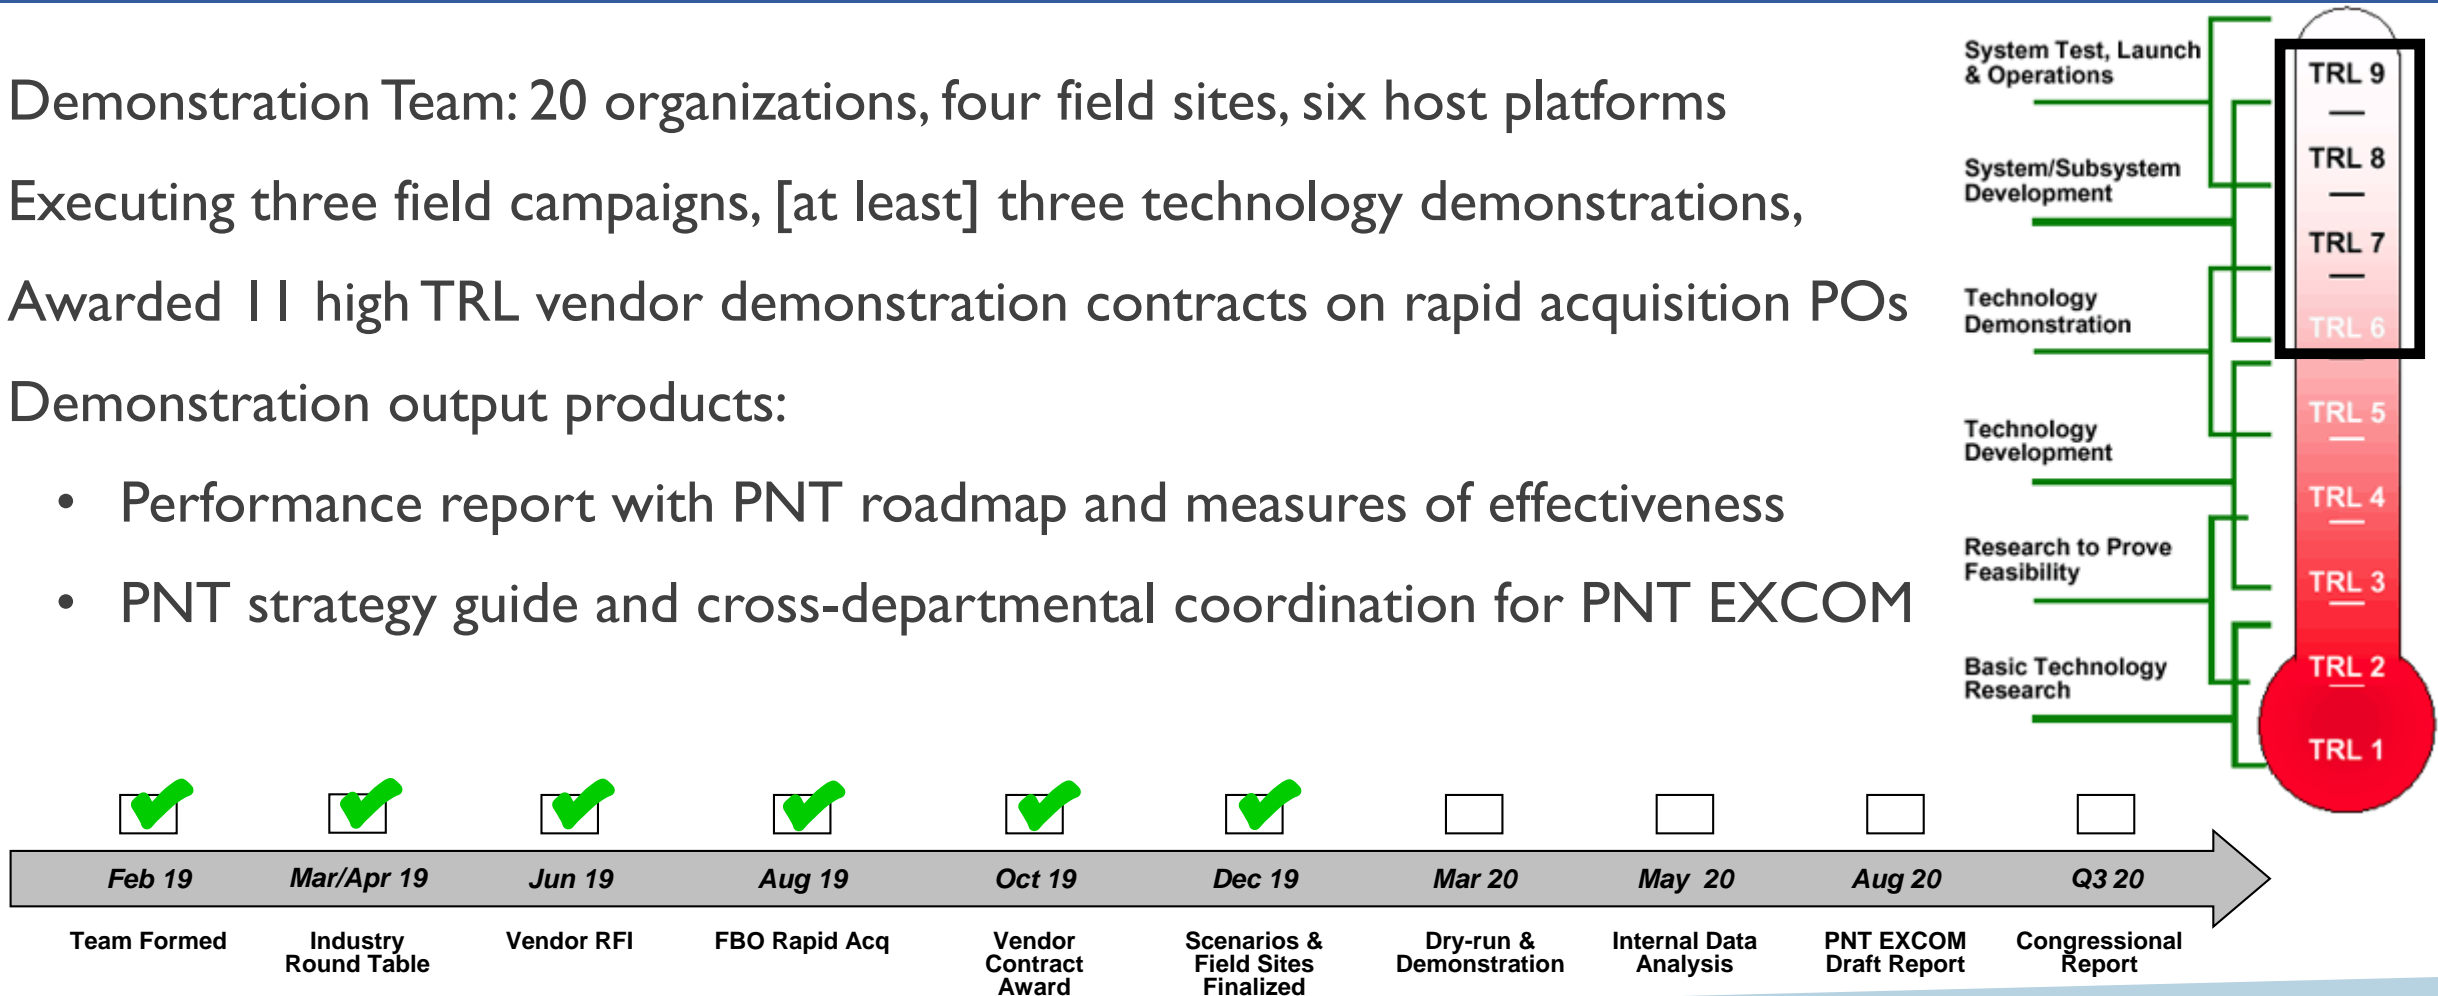 Demonstration Team: 20 organizations, four field sites, six host platforms
Executing three field campaigns, [at least] three technology demonstrations,
Awarded 11 high TRL vendor demonstration contracts on rapid acquisition POs
Demonstration output products:
• Performance report with PNT roadmap and measures of effectiveness
• PNT strategy guide and cross-departmental coordination for PNT EXCOM
System Test, Launch
& Operations
System/Subsystem
Development
Technology
Demonstration
Technology
Development
Research to Prove
Feasibility
Basic Technology
Research
TRL 9
TRL 8
TRL 7
TRL 6
TRL 5
TRL 4
TRL 3
TRL 2
TRL 1
Feb 19
Mar/Apr 19
Jun 19
Aug 19
Oct 19
Dec 19
Mar 20
May 20
Aug 20
Q3 20
Team Formed
Industry
Round Table
Vendor RFI
FBO Rapid Acq
Vendor
Contract
Award
Scenarios &
Field Sites
Finalized
Dry-run &
Demonstration
Internal Data
Analysis
PNT EXCOM
Draft Report
Congressional
Report